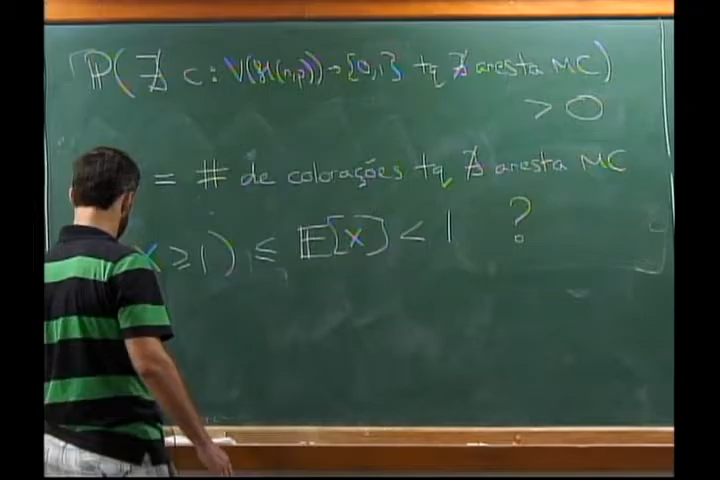 ℙ(∄ c: V(ℋ(n,p)) → {0,1} tq ∄ aresta MC)
> 0
= # de colorações tq ∄ aresta MC
X ≥ 1) ≤ 𝔼[X] < 1 ?